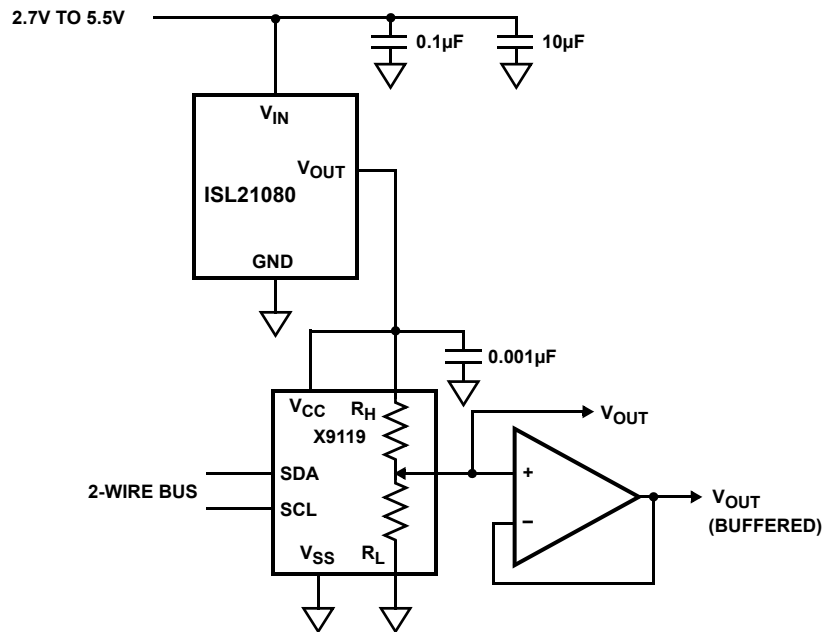 2.7V TO 5.5V
0.1µF
10µF
VIN
VOUT
ISL21080
GND
0.001µF
VCC
RH
X9119
VOUT
SDA
+
2-WIRE BUS
SCL
−
VOUT
(BUFFERED)
VSS
RL